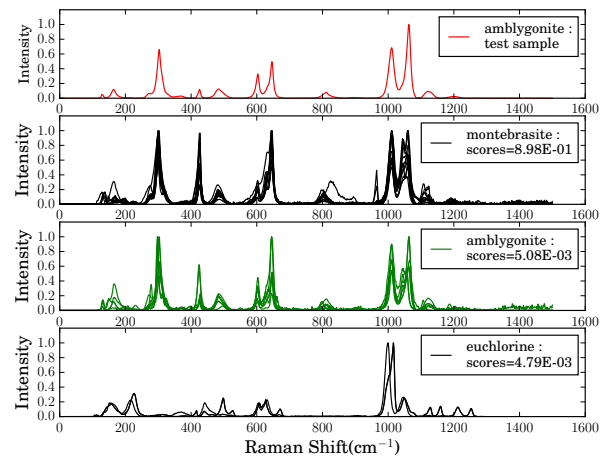 Intensity
1.0
0.8
0.6
0.4
0.2
0.0
amblygonite :
test sample
0 200 400 600 800 1000 1200 1400 1600
Intensity
1.0
0.8
0.6
0.4
0.2
0.0
montebrasite :
scores=8.98E-01
0 200 400 600 800 1000 1200 1400 1600
Intensity
1.0
0.8
0.6
0.4
0.2
0.0
amblygonite :
scores=5.08E-03
0 200 400 600 800 1000 1200 1400 1600
Intensity
1.0
0.8
0.6
0.4
0.2
0.0
euchlorine :
scores=4.79E-03
0 200 400 600 800 1000 1200 1400 1600
Raman Shift(cm⁻¹)